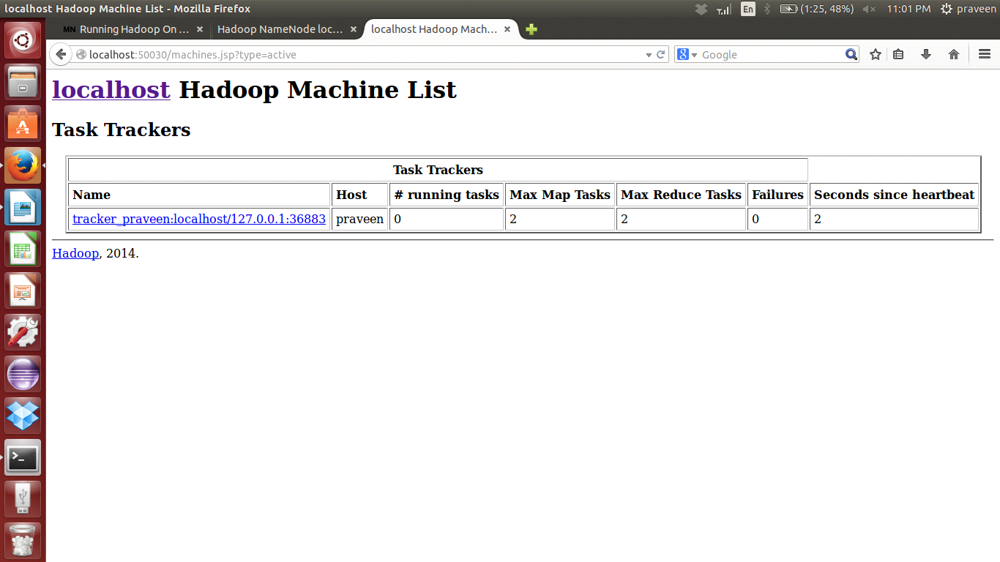 localhost Hadoop Machine List - Mozilla Firefox
En (1:25, 48%) 11:01 PM praveen
MN Running Hadoop On ... Hadoop NameNode loc... localhost Hadoop Mach...
localhost:50030/machines.jsp?type=active
8 Google
localhost Hadoop Machine List
Task Trackers
Task Trackers
Name Host # running tasks Max Map Tasks Max Reduce Tasks Failures Seconds since heartbeat
tracker_praveen:localhost/127.0.0.1:36883 praveen 0 2 2 0 2
Hadoop, 2014.